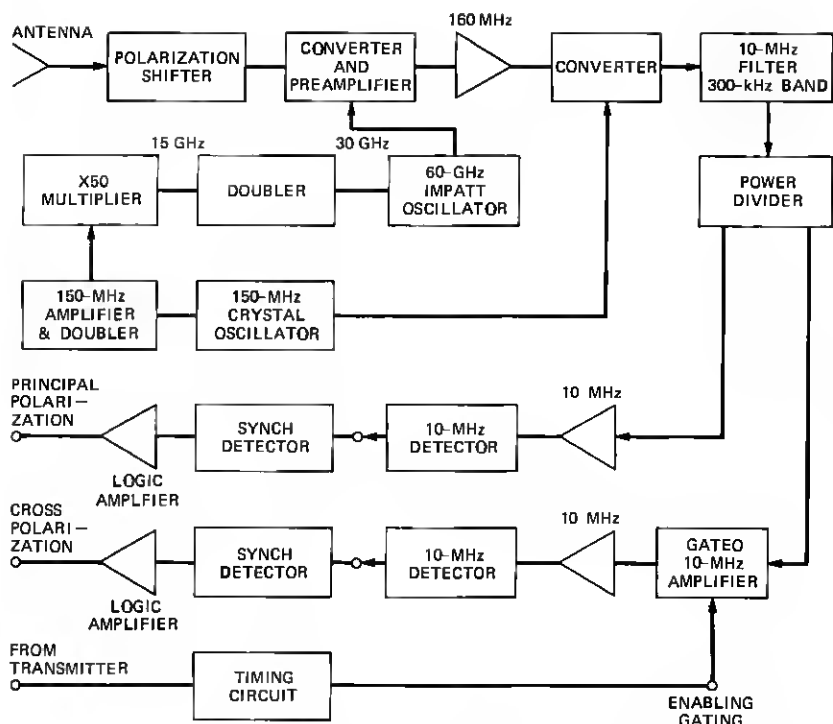 ANTENNA
POLARIZATION
SHIFTER
CONVERTER
AND
PREAMPLIFIER
160 MHz
CONVERTER
10-MHz
FILTER
300-kHz BAND
X50
MULTIPLIER
15 GHz
DOUBLER
30 GHz
60-GHz
IMPATT
OSCILLATOR
POWER
DIVIDER
150-MHz
AMPLIFIER
& DOUBLER
150-MHz
CRYSTAL
OSCILLATOR
PRINCIPAL
POLARI-
ZATION
LOGIC
AMPLFIER
SYNCH
DETECTOR
10-MHz
DETECTOR
10 MHz
CROSS
POLARI-
ZATION
LOGIC
AMPLIFIER
SYNCH
DETECTOR
10-MHz
DETECTOR
10 MHz
GATEO
10-MHz
AMPLIFIER
FROM
TRANSMITTER
TIMING
CIRCUIT
ENABLING
GATING